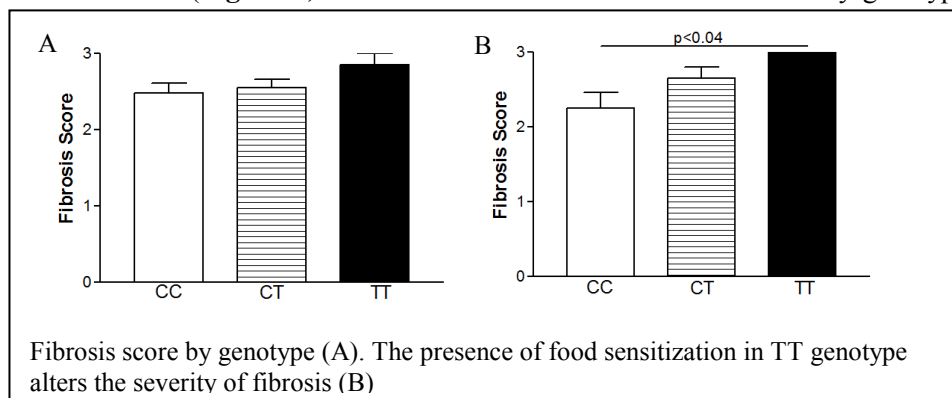 A
3
2
1
0
Fibrosis Score
CC CT TT
B
p<0.04
3
2
1
0
Fibrosis Score
CC CT TT
Fibrosis score by genotype (A). The presence of food sensitization in TT genotype
alters the severity of fibrosis (B)